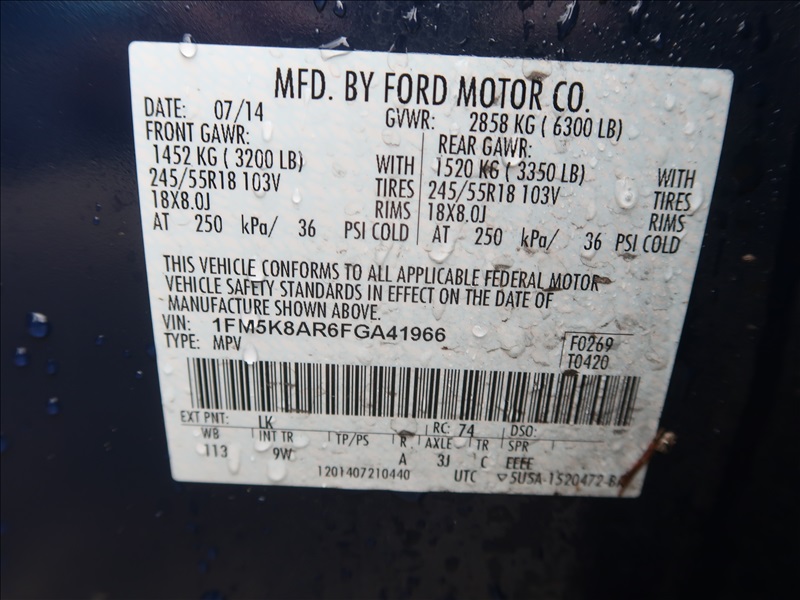 MFD. BY FORD MOTOR CO.
DATE: 07/14 GVWR: 2858 KG ( 6300 LB)
FRONT GAWR: REAR GAWR:
1452 KG ( 3200 LB) WITH 1520 KG ( 3350 LB) WITH
245/55R18 103V TIRES 245/55R18 103V TIRES
18X8.0J RIMS 18X8.0J RIMS
AT 250 kPa/ 36 PSI COLD AT 250 kPa/ 36 PSI COLD
THIS VEHICLE CONFORMS TO ALL APPLICABLE FEDERAL MOTOR
VEHICLE SAFETY STANDARDS IN EFFECT ON THE DATE OF
MANUFACTURE SHOWN ABOVE.
VIN: 1FM5K8AR6FGA41966 F0269
TYPE: MPV T0420
EXT PNT: LK RC: 74 DSO:
WB INT TR TP/PS R AXLE TR SPR
113 9W A 3J C EEEE
1201407210440 UTC ▽5U5A-1520472-BA